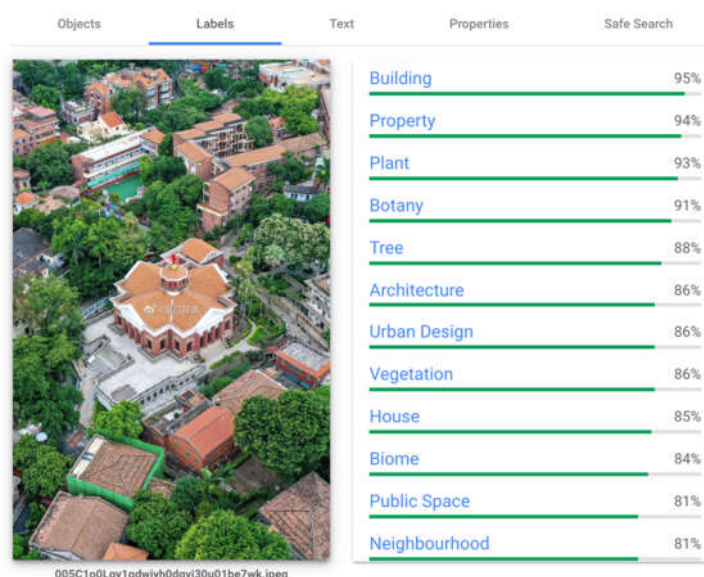 Objects Labels Text Properties Safe Search
Building 95%
Property 94%
Plant 93%
Botany 91%
Tree 88%
Architecture 86%
Urban Design 86%
Vegetation 86%
House 85%
Biome 84%
Public Space 81%
Neighbourhood 81%